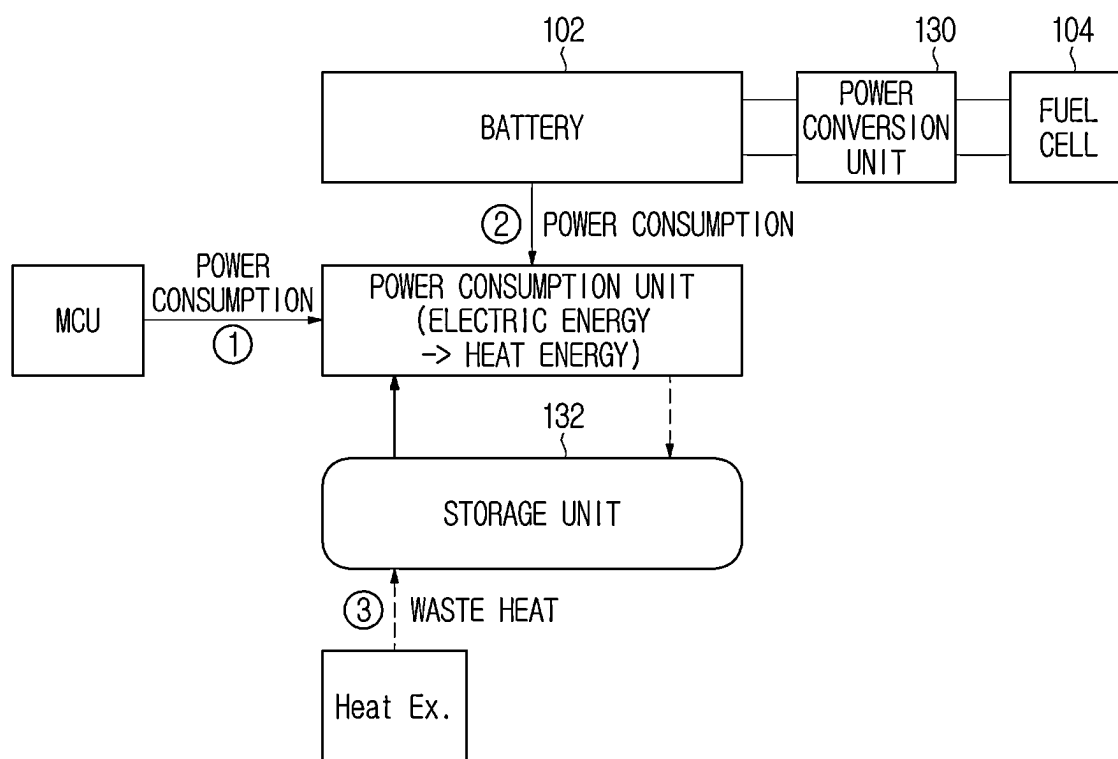 102
130
104
BATTERY
POWER
CONVERSION
UNIT
FUEL
CELL
② POWER CONSUMPTION
MCU
POWER
CONSUMPTION
①
POWER CONSUMPTION UNIT
(ELECTRIC ENERGY
-> HEAT ENERGY)
132
STORAGE UNIT
③ WASTE HEAT
Heat Ex.